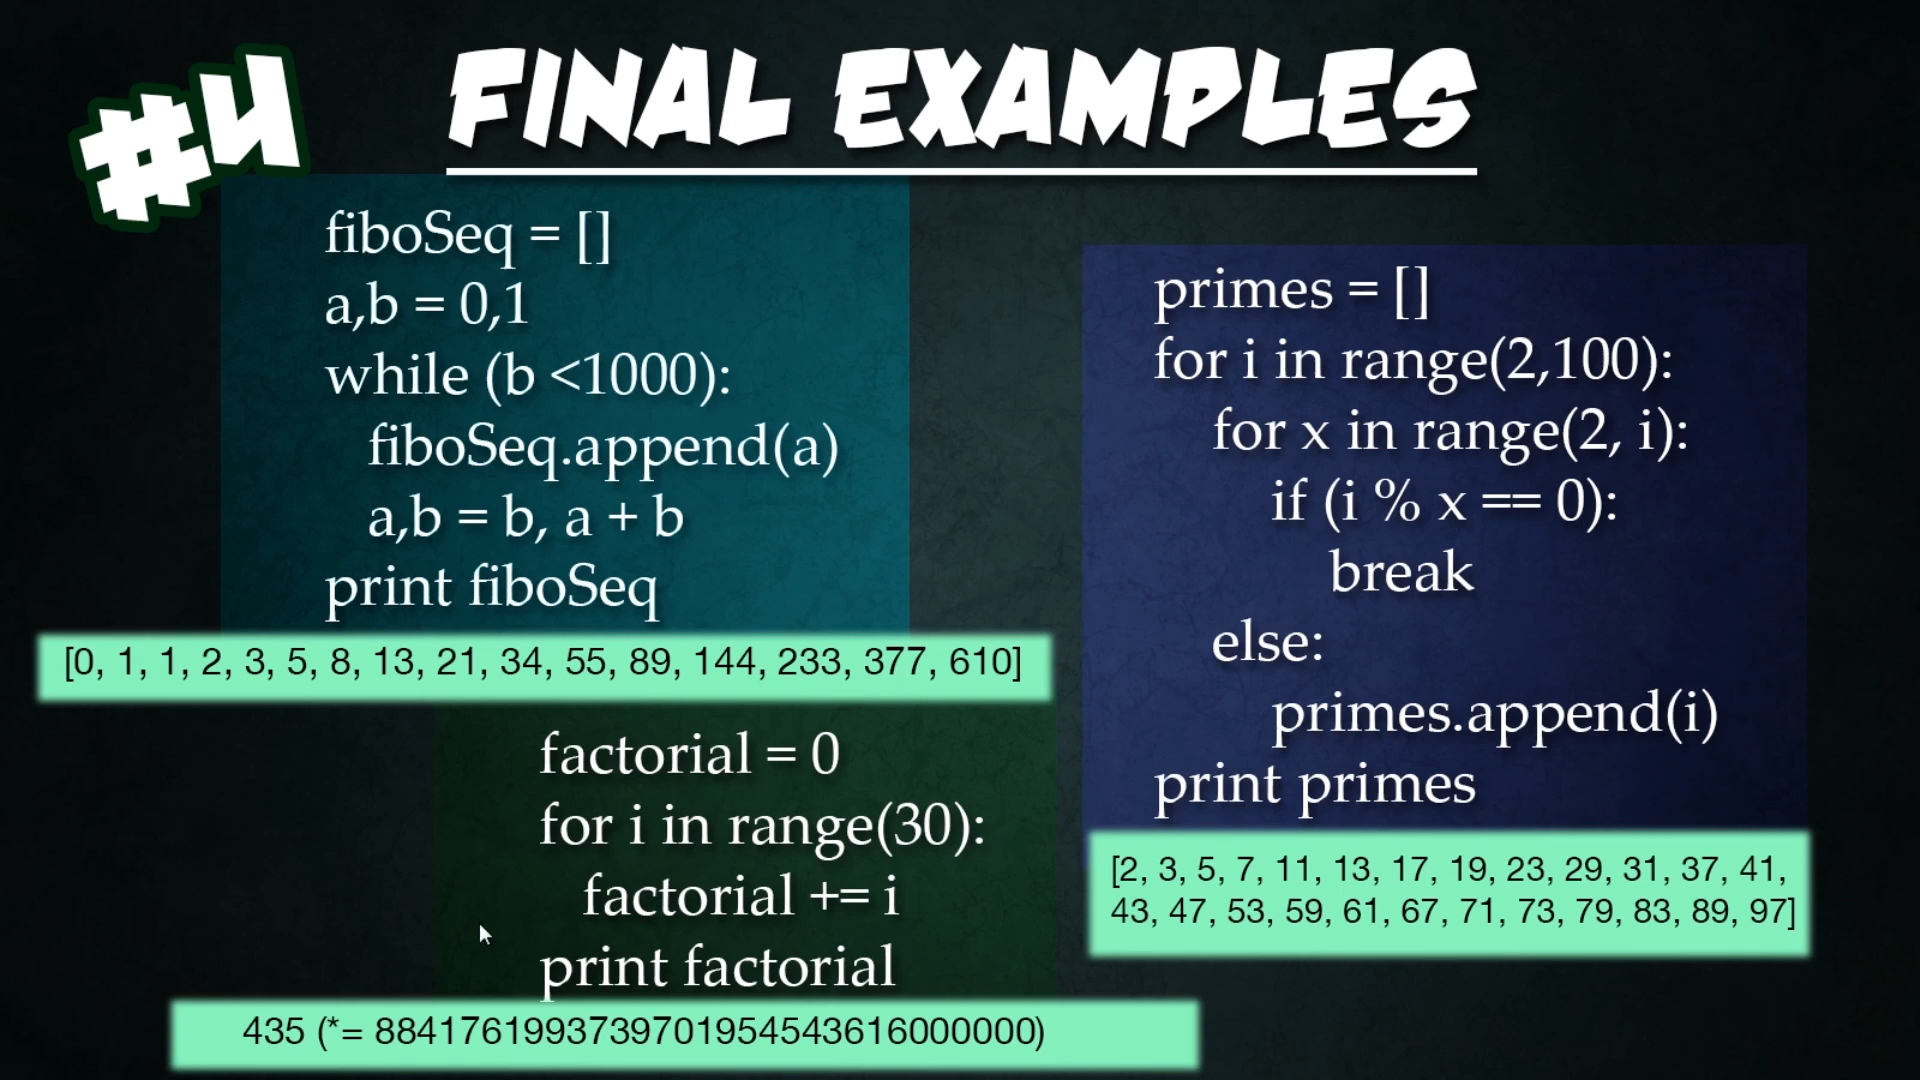 #4
FINAL EXAMPLES
fiboSeq = []
a,b = 0,1
while (b <1000):
fiboSeq.append(a)
a,b = b, a + b
print fiboSeq
[0, 1, 1, 2, 3, 5, 8, 13, 21, 34, 55, 89, 144, 233, 377, 610]
factorial = 0
for i in range(30):
factorial += i
print factorial
435 (*= 8841761993739701954543616000000)
primes = []
for i in range(2,100):
for x in range(2, i):
if (i % x == 0):
break
else:
primes.append(i)
print primes
[2, 3, 5, 7, 11, 13, 17, 19, 23, 29, 31, 37, 41,
43, 47, 53, 59, 61, 67, 71, 73, 79, 83, 89, 97]